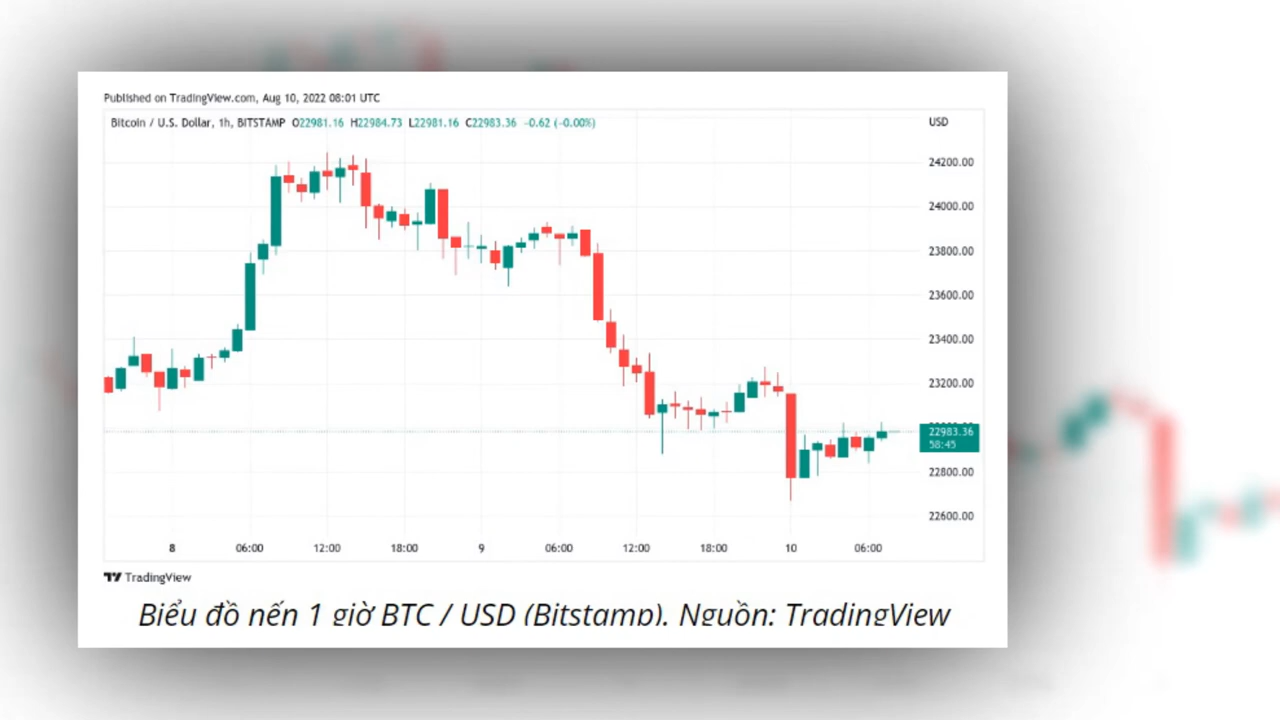 Published on TradingView.com, Aug 10, 2022 08:01 UTC
Bitcoin / U.S. Dollar, 1h, BITSTAMP O22981.16 H22984.73 L22981.16 C22983.36 −0.62 (−0.00%)
USD
24200.00
24000.00
23800.00
23600.00
23400.00
23200.00
22983.36
58:45
22800.00
22600.00
8 06:00 12:00 18:00 9 06:00 12:00 18:00 10 06:00
TradingView
Biểu đồ nến 1 giờ BTC / USD (Bitstamp). Nguồn: TradingView